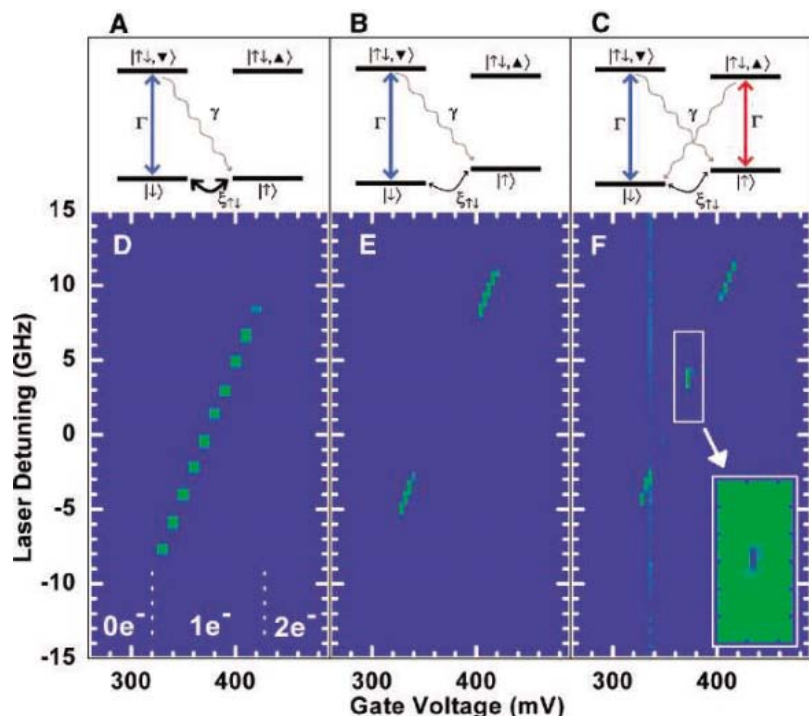 A
|↑↓,▼⟩ |↑↓,▲⟩
Γ γ
|↓⟩ |↑⟩
ξ↑↓
B
|↑↓,▼⟩ |↑↓,▲⟩
Γ γ
|↓⟩ |↑⟩
ξ↑↓
C
|↑↓,▼⟩ |↑↓,▲⟩
Γ γ Γ
|↓⟩ |↑⟩
ξ↑↓
Laser Detuning (GHz)
15
10
5
0
-5
-10
-15
D
0e⁻ 1e⁻ 2e⁻
E
F
300 400
300 400
300 400
Gate Voltage (mV)